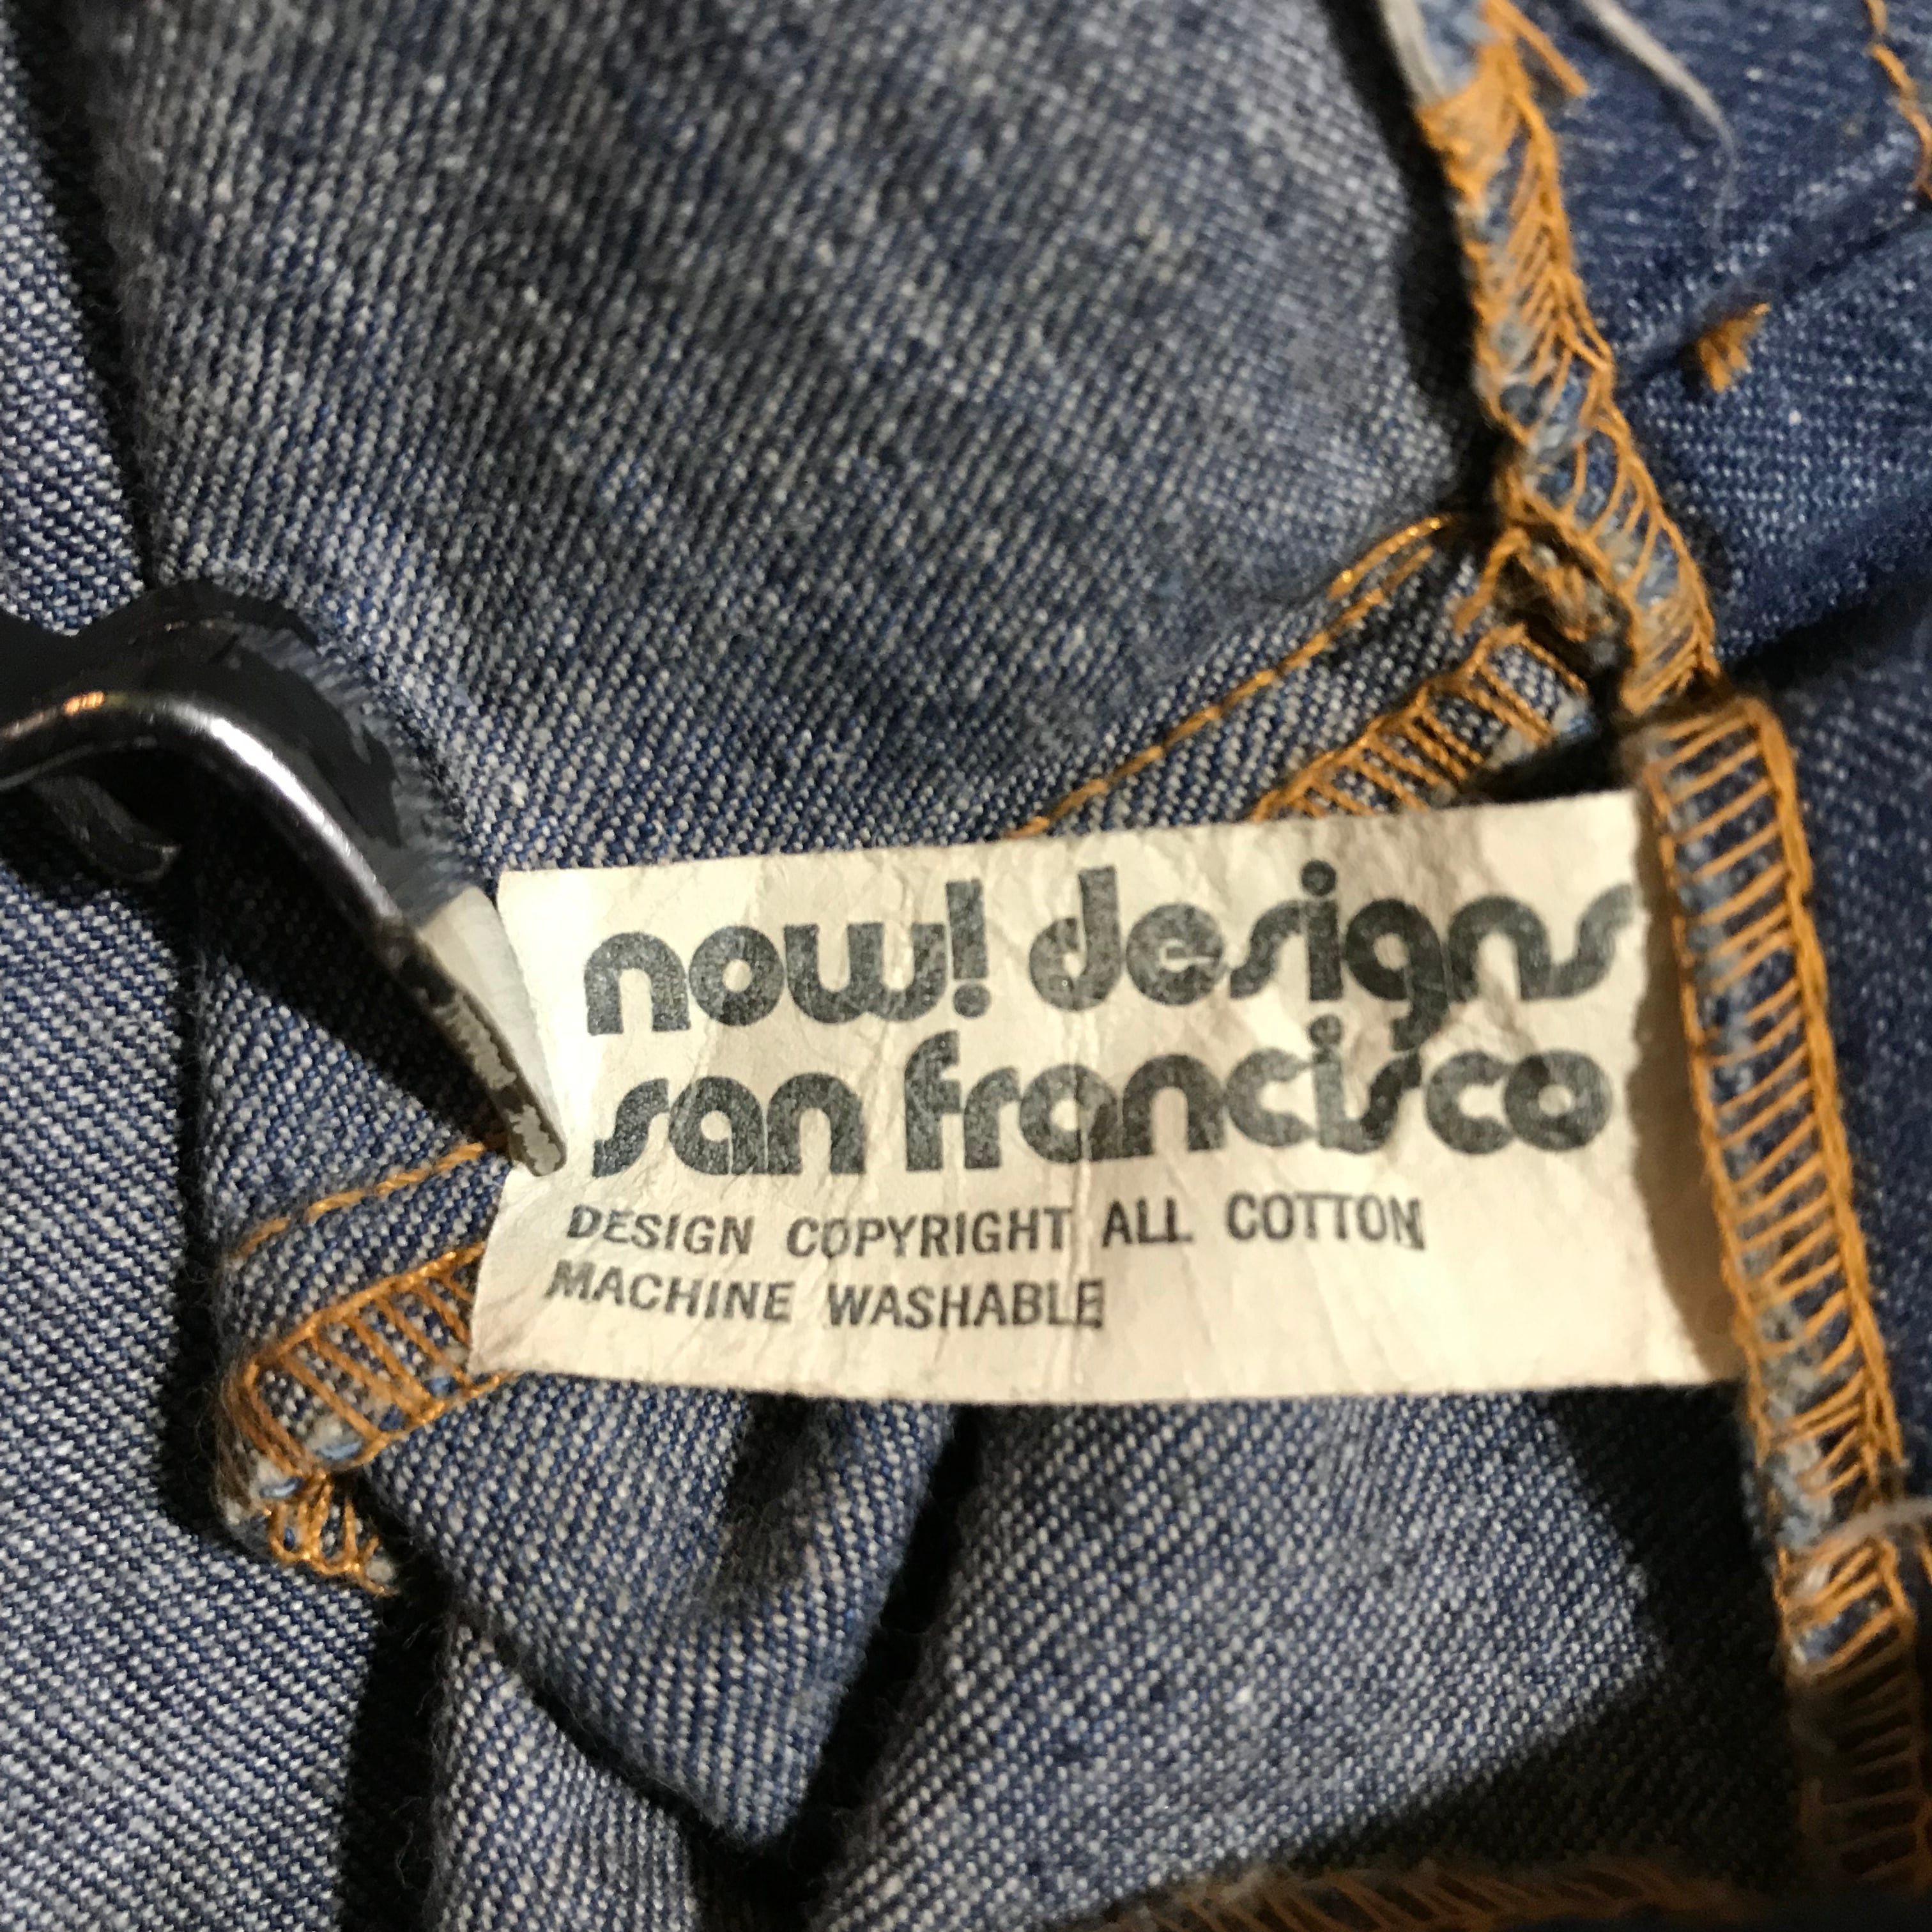 now! designs
san francisco
DESIGN COPYRIGHT ALL COTTON
MACHINE WASHABLE